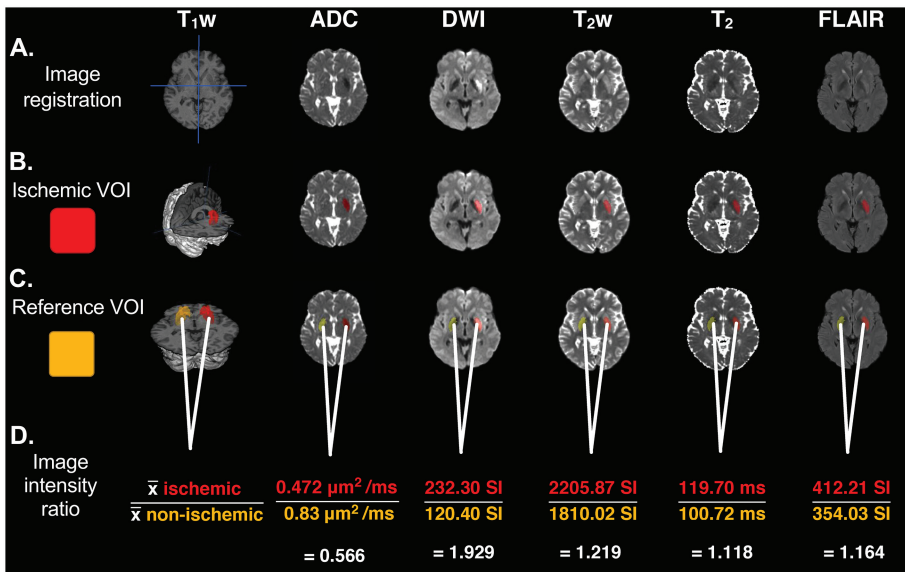 T₁w ADC DWI T₂w T₂ FLAIR
A.
Image
registration
B.
Ischemic VOI
C.
Reference VOI
D.
Image
intensity
ratio
x̄ ischemic 0.472 µm²/ms 232.30 SI 2205.87 SI 119.70 ms 412.21 SI
x̄ non-ischemic 0.83 µm²/ms 120.40 SI 1810.02 SI 100.72 ms 354.03 SI
= 0.566 = 1.929 = 1.219 = 1.118 = 1.164